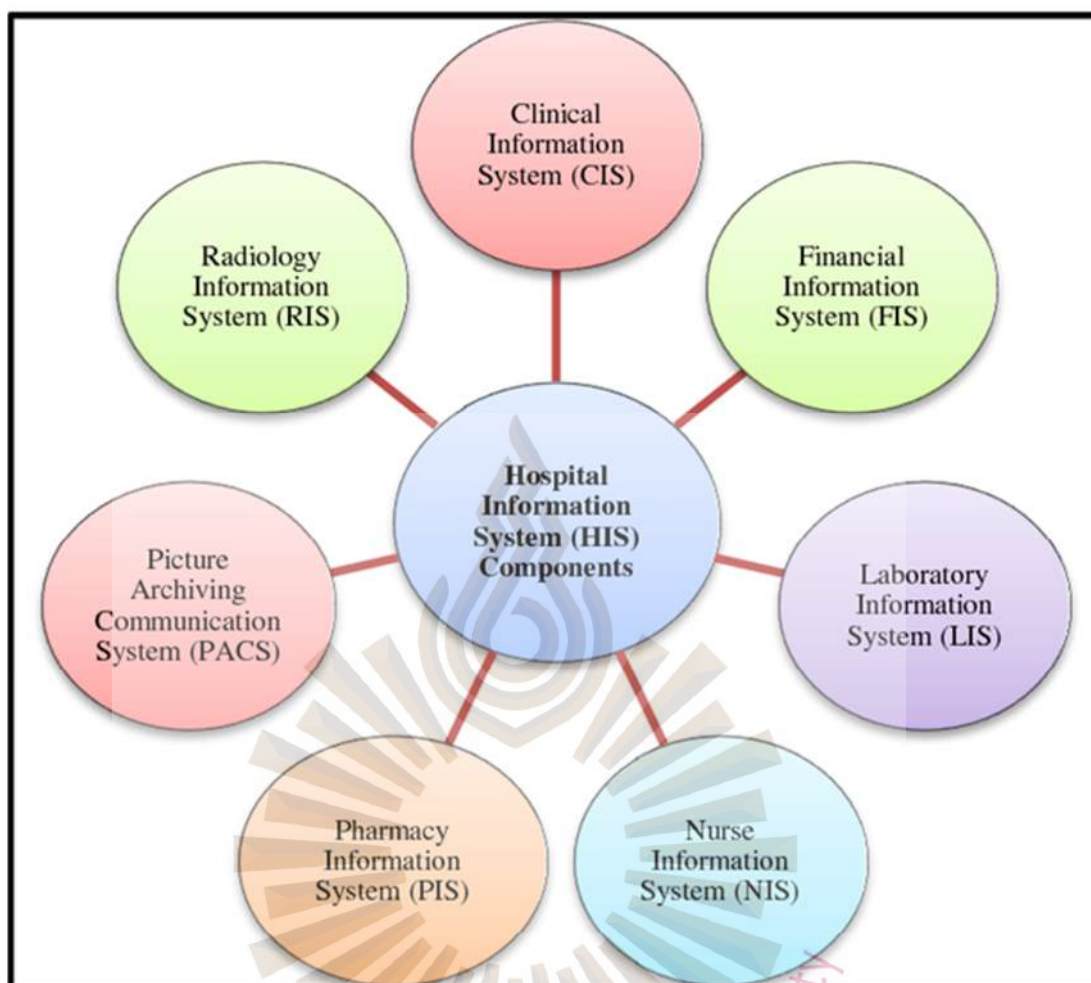 Clinical
Information
System (CIS)
Radiology
Information
System (RIS)
Financial
Information
System (FIS)
Hospital
Information
System (HIS)
Components
Picture
Archiving
Communication
System (PACS)
Laboratory
Information
System (LIS)
Pharmacy
Information
System (PIS)
Nurse
Information
System (NIS)